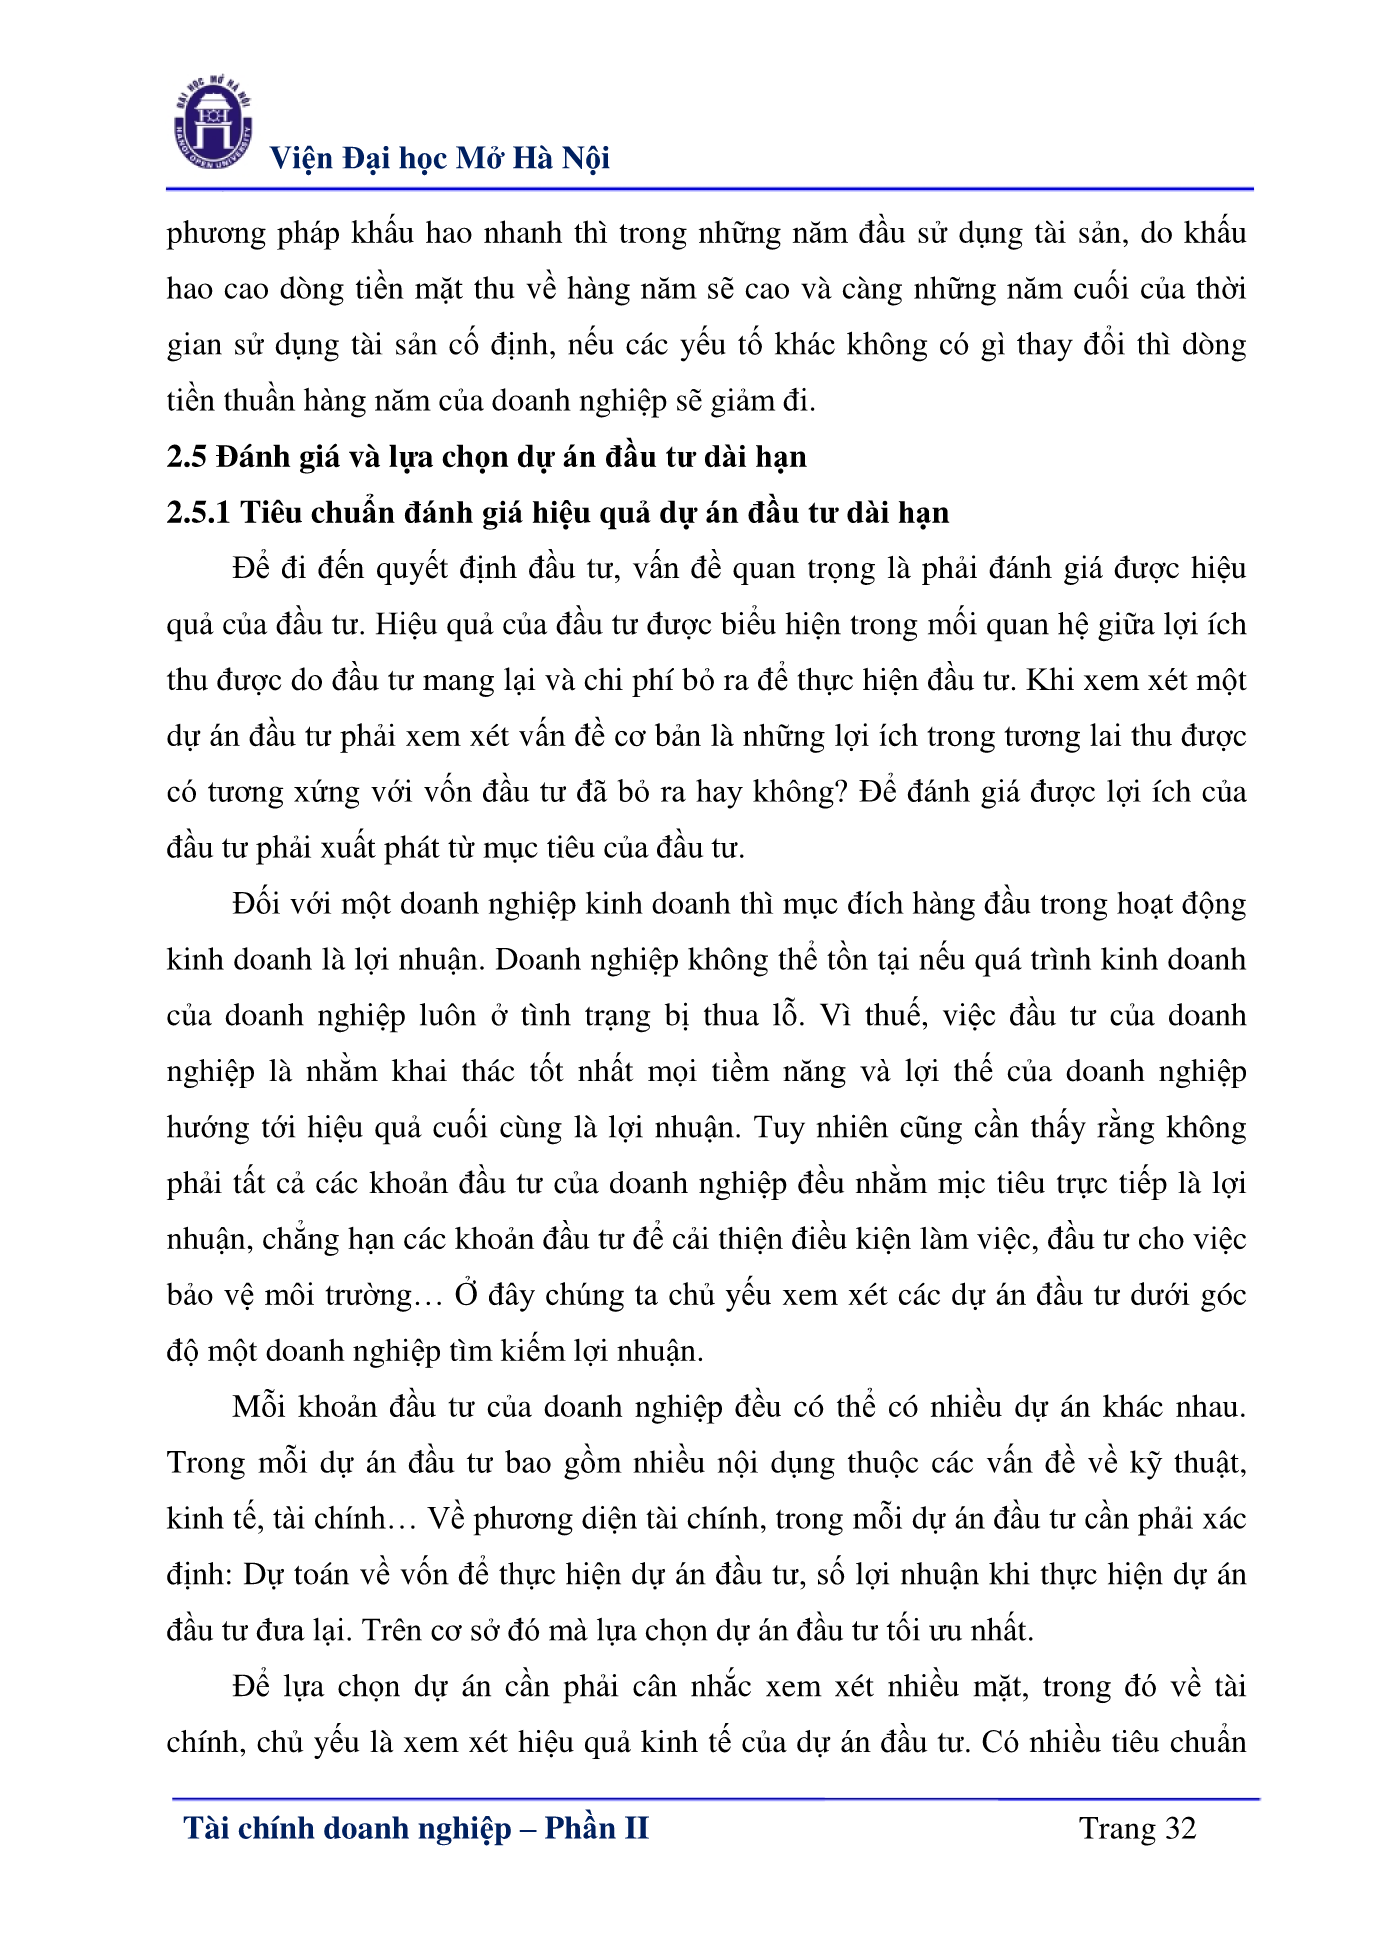 ĐẠI HỌC MỞ HÀ NỘI
HANOI OPEN UNIVERSITY
Viện Đại học Mở Hà Nội
phương pháp khấu hao nhanh thì trong những năm đầu sử dụng tài sản, do khấu
hao cao dòng tiền mặt thu về hàng năm sẽ cao và càng những năm cuối của thời
gian sử dụng tài sản cố định, nếu các yếu tố khác không có gì thay đổi thì dòng
tiền thuần hàng năm của doanh nghiệp sẽ giảm đi.
2.5 Đánh giá và lựa chọn dự án đầu tư dài hạn
2.5.1 Tiêu chuẩn đánh giá hiệu quả dự án đầu tư dài hạn
Để đi đến quyết định đầu tư, vấn đề quan trọng là phải đánh giá được hiệu
quả của đầu tư. Hiệu quả của đầu tư được biểu hiện trong mối quan hệ giữa lợi ích
thu được do đầu tư mang lại và chi phí bỏ ra để thực hiện đầu tư. Khi xem xét một
dự án đầu tư phải xem xét vấn đề cơ bản là những lợi ích trong tương lai thu được
có tương xứng với vốn đầu tư đã bỏ ra hay không? Để đánh giá được lợi ích của
đầu tư phải xuất phát từ mục tiêu của đầu tư.
Đối với một doanh nghiệp kinh doanh thì mục đích hàng đầu trong hoạt động
kinh doanh là lợi nhuận. Doanh nghiệp không thể tồn tại nếu quá trình kinh doanh
của doanh nghiệp luôn ở tình trạng bị thua lỗ. Vì thuế, việc đầu tư của doanh
nghiệp là nhằm khai thác tốt nhất mọi tiềm năng và lợi thế của doanh nghiệp
hướng tới hiệu quả cuối cùng là lợi nhuận. Tuy nhiên cũng cần thấy rằng không
phải tất cả các khoản đầu tư của doanh nghiệp đều nhằm mịc tiêu trực tiếp là lợi
nhuận, chẳng hạn các khoản đầu tư để cải thiện điều kiện làm việc, đầu tư cho việc
bảo vệ môi trường… Ở đây chúng ta chủ yếu xem xét các dự án đầu tư dưới góc
độ một doanh nghiệp tìm kiếm lợi nhuận.
Mỗi khoản đầu tư của doanh nghiệp đều có thể có nhiều dự án khác nhau.
Trong mỗi dự án đầu tư bao gồm nhiều nội dụng thuộc các vấn đề về kỹ thuật,
kinh tế, tài chính… Về phương diện tài chính, trong mỗi dự án đầu tư cần phải xác
định: Dự toán về vốn để thực hiện dự án đầu tư, số lợi nhuận khi thực hiện dự án
đầu tư đưa lại. Trên cơ sở đó mà lựa chọn dự án đầu tư tối ưu nhất.
Để lựa chọn dự án cần phải cân nhắc xem xét nhiều mặt, trong đó về tài
chính, chủ yếu là xem xét hiệu quả kinh tế của dự án đầu tư. Có nhiều tiêu chuẩn
Tài chính doanh nghiệp – Phần II Trang 32